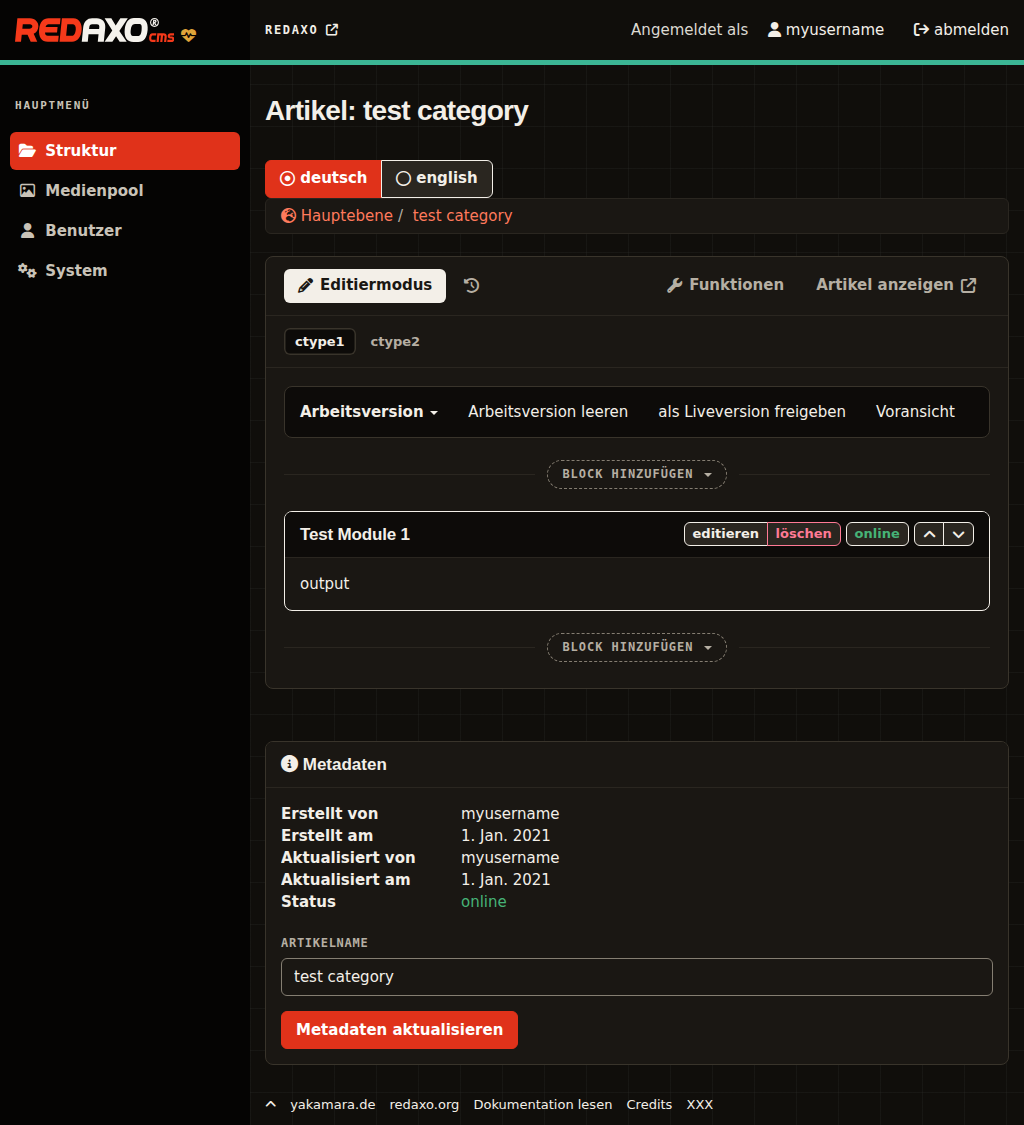 REDAXO® cms
REDAXO
Angemeldet als myusername abmelden
HAUPTMENÜ
Struktur
Medienpool
Benutzer
System
Artikel: test category
deutsch english
Hauptebene / test category
Editiermodus Funktionen Artikel anzeigen
ctype1 ctype2
Arbeitsversion Arbeitsversion leeren als Liveversion freigeben Voransicht
BLOCK HINZUFÜGEN
Test Module 1 editieren löschen online
output
BLOCK HINZUFÜGEN
Metadaten
Erstellt von myusername
Erstellt am 1. Jan. 2021
Aktualisiert von myusername
Aktualisiert am 1. Jan. 2021
Status online
ARTIKELNAME
test category
Metadaten aktualisieren
yakamara.de redaxo.org Dokumentation lesen Credits XXX